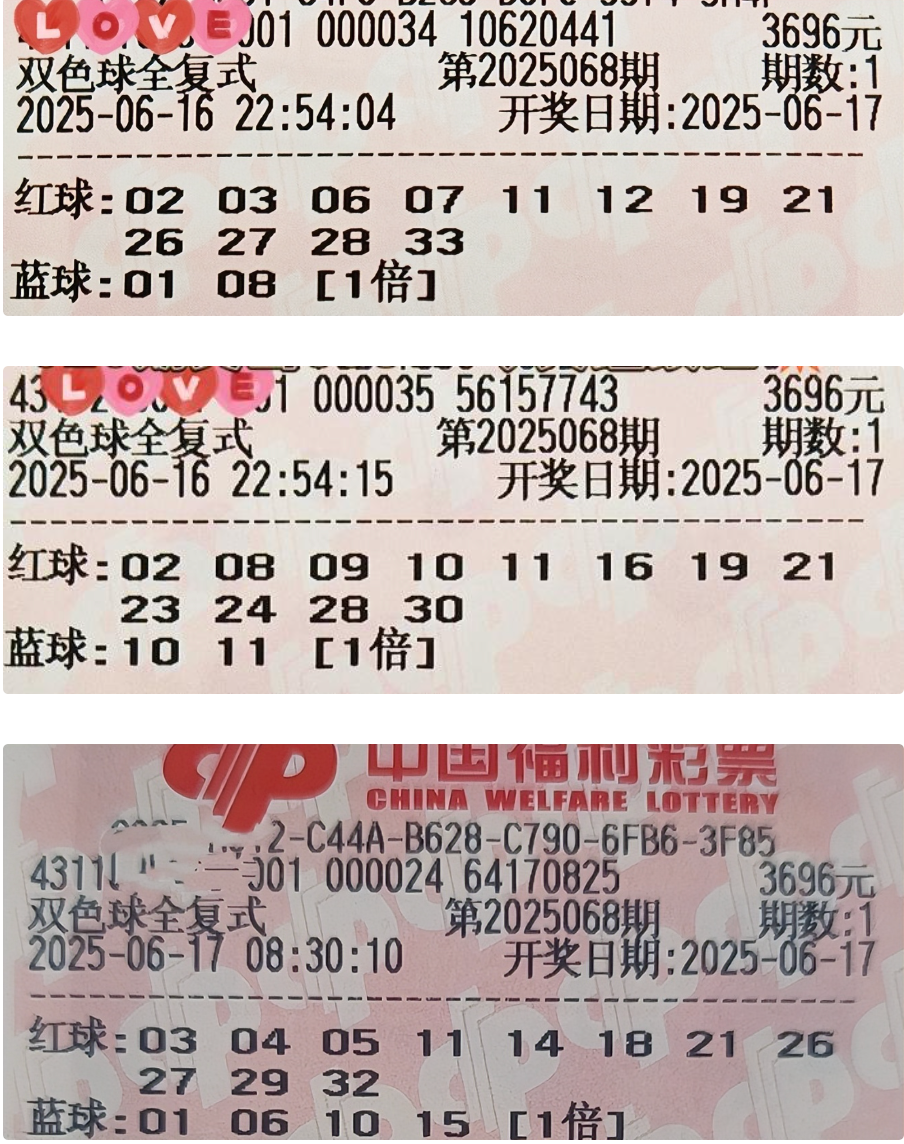 LOVE
001 000034 10620441 3696元
双色球全复式 第2025068期 期数:1
2025-06-16 22:54:04 开奖日期:2025-06-17
红球:02 03 06 07 11 12 19 21
26 27 28 33
蓝球:01 08 [1倍]
LOVE
43 01 000035 56157743 3696元
双色球全复式 第2025068期 期数:1
2025-06-16 22:54:15 开奖日期:2025-06-17
红球:02 08 09 10 11 16 19 21
23 24 28 30
蓝球:10 11 [1倍]
中国福利彩票
CHINA WELFARE LOTTERY
2-C44A-B628-C790-6FB6-3F85
4311 001 000024 64170825 3696元
双色球全复式 第2025068期 期数:1
2025-06-17 08:30:10 开奖日期:2025-06-17
红球:03 04 05 11 14 18 21 26
27 29 32
蓝球:01 06 10 15 [1倍]